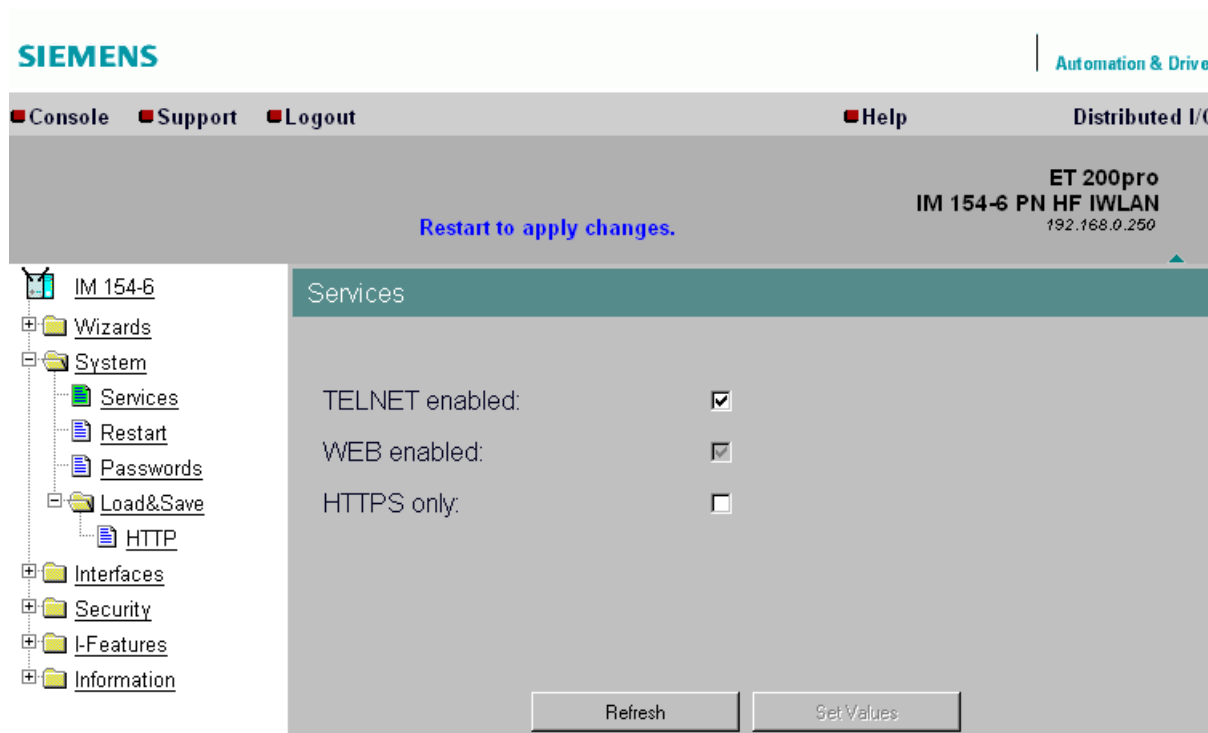 SIEMENS
Automation & Drive
Console Support Logout Help Distributed I/
ET 200pro
IM 154-6 PN HF IWLAN
192.168.0.250
Restart to apply changes.
IM 154-6
Wizards
System
Services
Restart
Passwords
Load&Save
HTTP
Interfaces
Security
I-Features
Information
Services
TELNET enabled:
WEB enabled:
HTTPS only:
Refresh Set Values